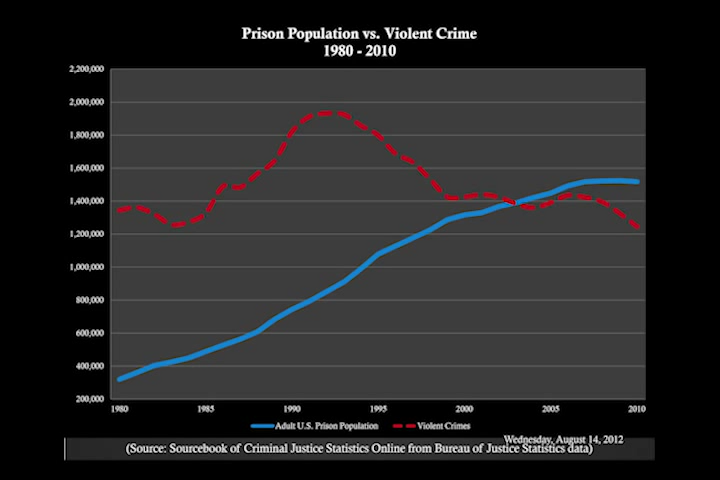 Prison Population vs. Violent Crime
1980 - 2010
2,200,000
2,000,000
1,800,000
1,600,000
1,400,000
1,200,000
1,000,000
800,000
600,000
400,000
200,000
1980 1985 1990 1995 2000 2005 2010
Adult U.S. Prison Population Violent Crimes
Wednesday, August 14, 2012
(Source: Sourcebook of Criminal Justice Statistics Online from Bureau of Justice Statistics data)